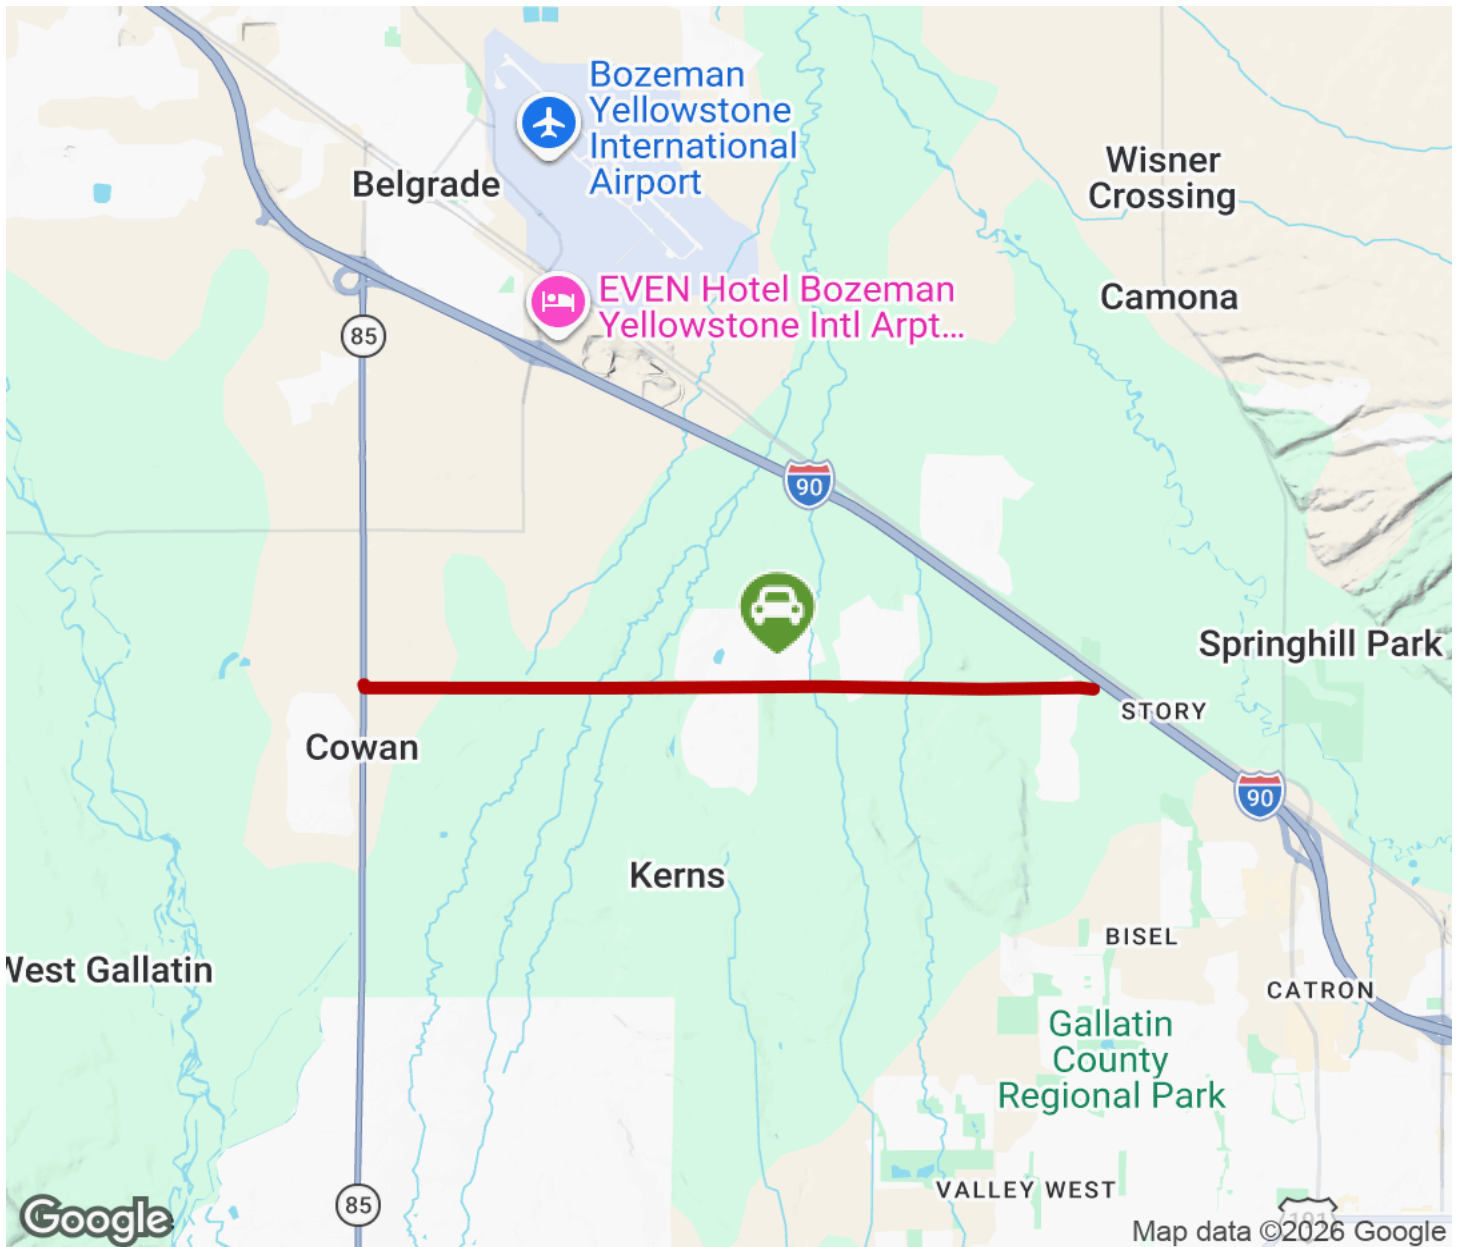 Bozeman
Yellowstone
International
Airport
Belgrade
Wisner
Crossing
EVEN Hotel Bozeman
Yellowstone Intl Arpt...
Camona
85
90
Springhill Park
STORY
Cowan
90
Kerns
BISEL
West Gallatin
CATRON
Gallatin
County
Regional Park
VALLEY WEST
85
191
Google
Map data ©2026 Google